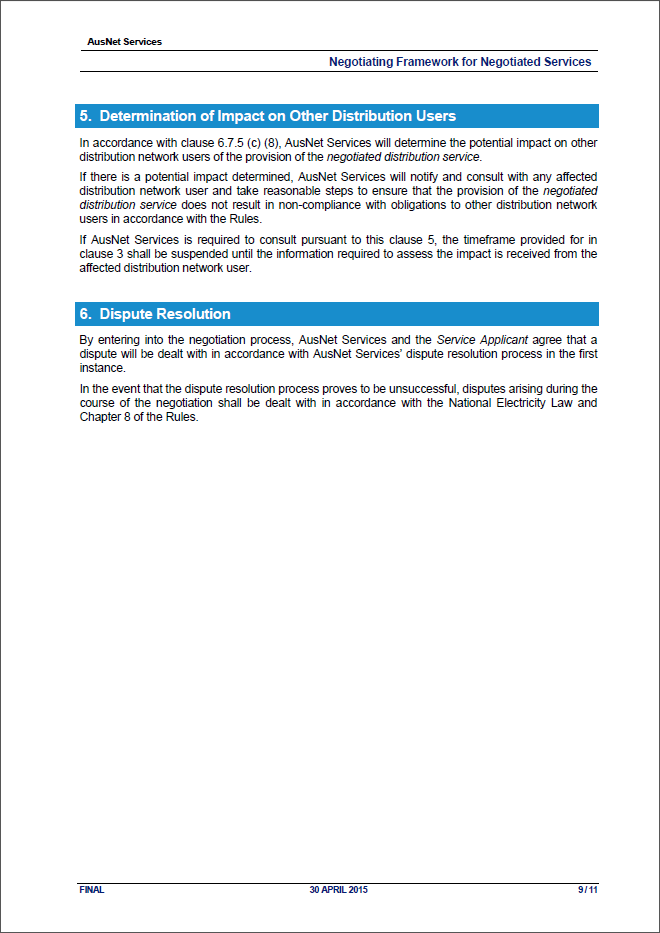 AusNet Services
Negotiating Framework for Negotiated Services
5. Determination of Impact on Other Distribution Users
In accordance with clause 6.7.5 (c) (8), AusNet Services will determine the potential impact on other
distribution network users of the provision of the negotiated distribution service.
If there is a potential impact determined, AusNet Services will notify and consult with any affected
distribution network user and take reasonable steps to ensure that the provision of the negotiated
distribution service does not result in non-compliance with obligations to other distribution network
users in accordance with the Rules.
If AusNet Services is required to consult pursuant to this clause 5, the timeframe provided for in
clause 3 shall be suspended until the information required to assess the impact is received from the
affected distribution network user.
6. Dispute Resolution
By entering into the negotiation process, AusNet Services and the Service Applicant agree that a
dispute will be dealt with in accordance with AusNet Services' dispute resolution process in the first
instance.
In the event that the dispute resolution process proves to be unsuccessful, disputes arising during the
course of the negotiation shall be dealt with in accordance with the National Electricity Law and
Chapter 8 of the Rules.
FINAL
30 APRIL 2015
9 / 11